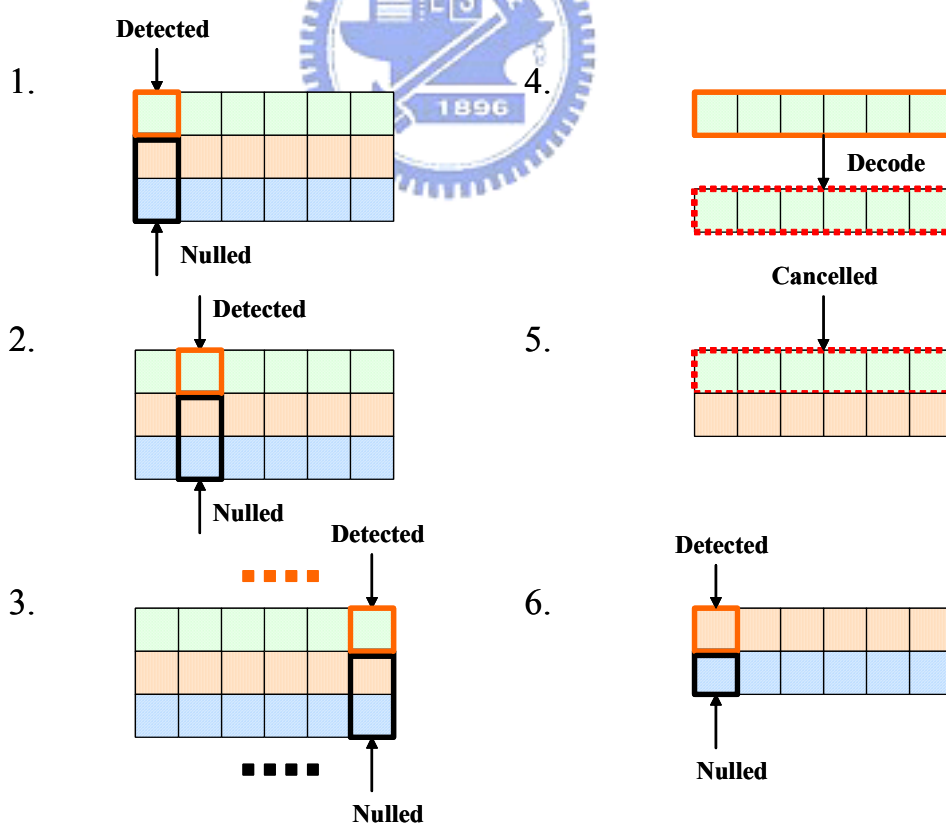 1.
Detected
Nulled
2.
Detected
Nulled
3.
Detected
Nulled
4.
Decode
5.
Cancelled
6.
Detected
Nulled
1896